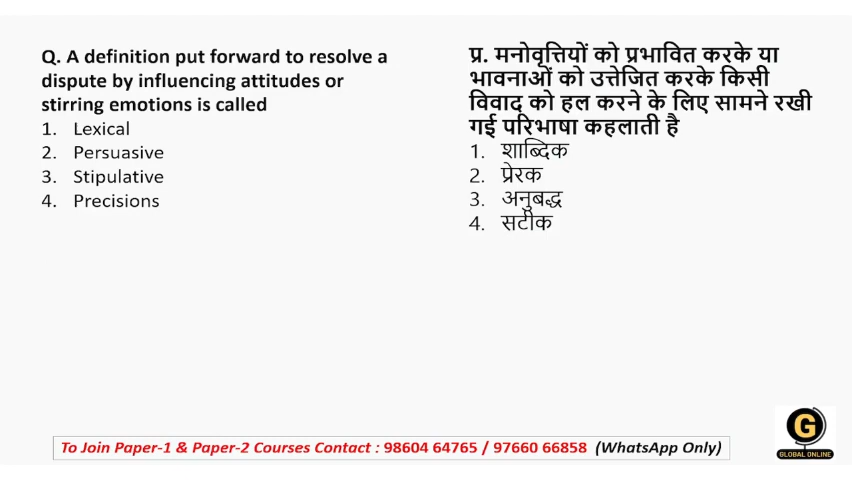 Q. A definition put forward to resolve a
dispute by influencing attitudes or
stirring emotions is called
1. Lexical
2. Persuasive
3. Stipulative
4. Precisions
प्र. मनोवृत्तियों को प्रभावित करके या
भावनाओं को उत्तेजित करके किसी
विवाद को हल करने के लिए सामने रखी
गई परिभाषा कहलाती है
1. शाब्दिक
2. प्रेरक
3. अनुबद्ध
4. सटीक
To Join Paper-1 & Paper-2 Courses Contact : 98604 64765 / 97660 66858 (WhatsApp Only)
G
GLOBAL ONLINE